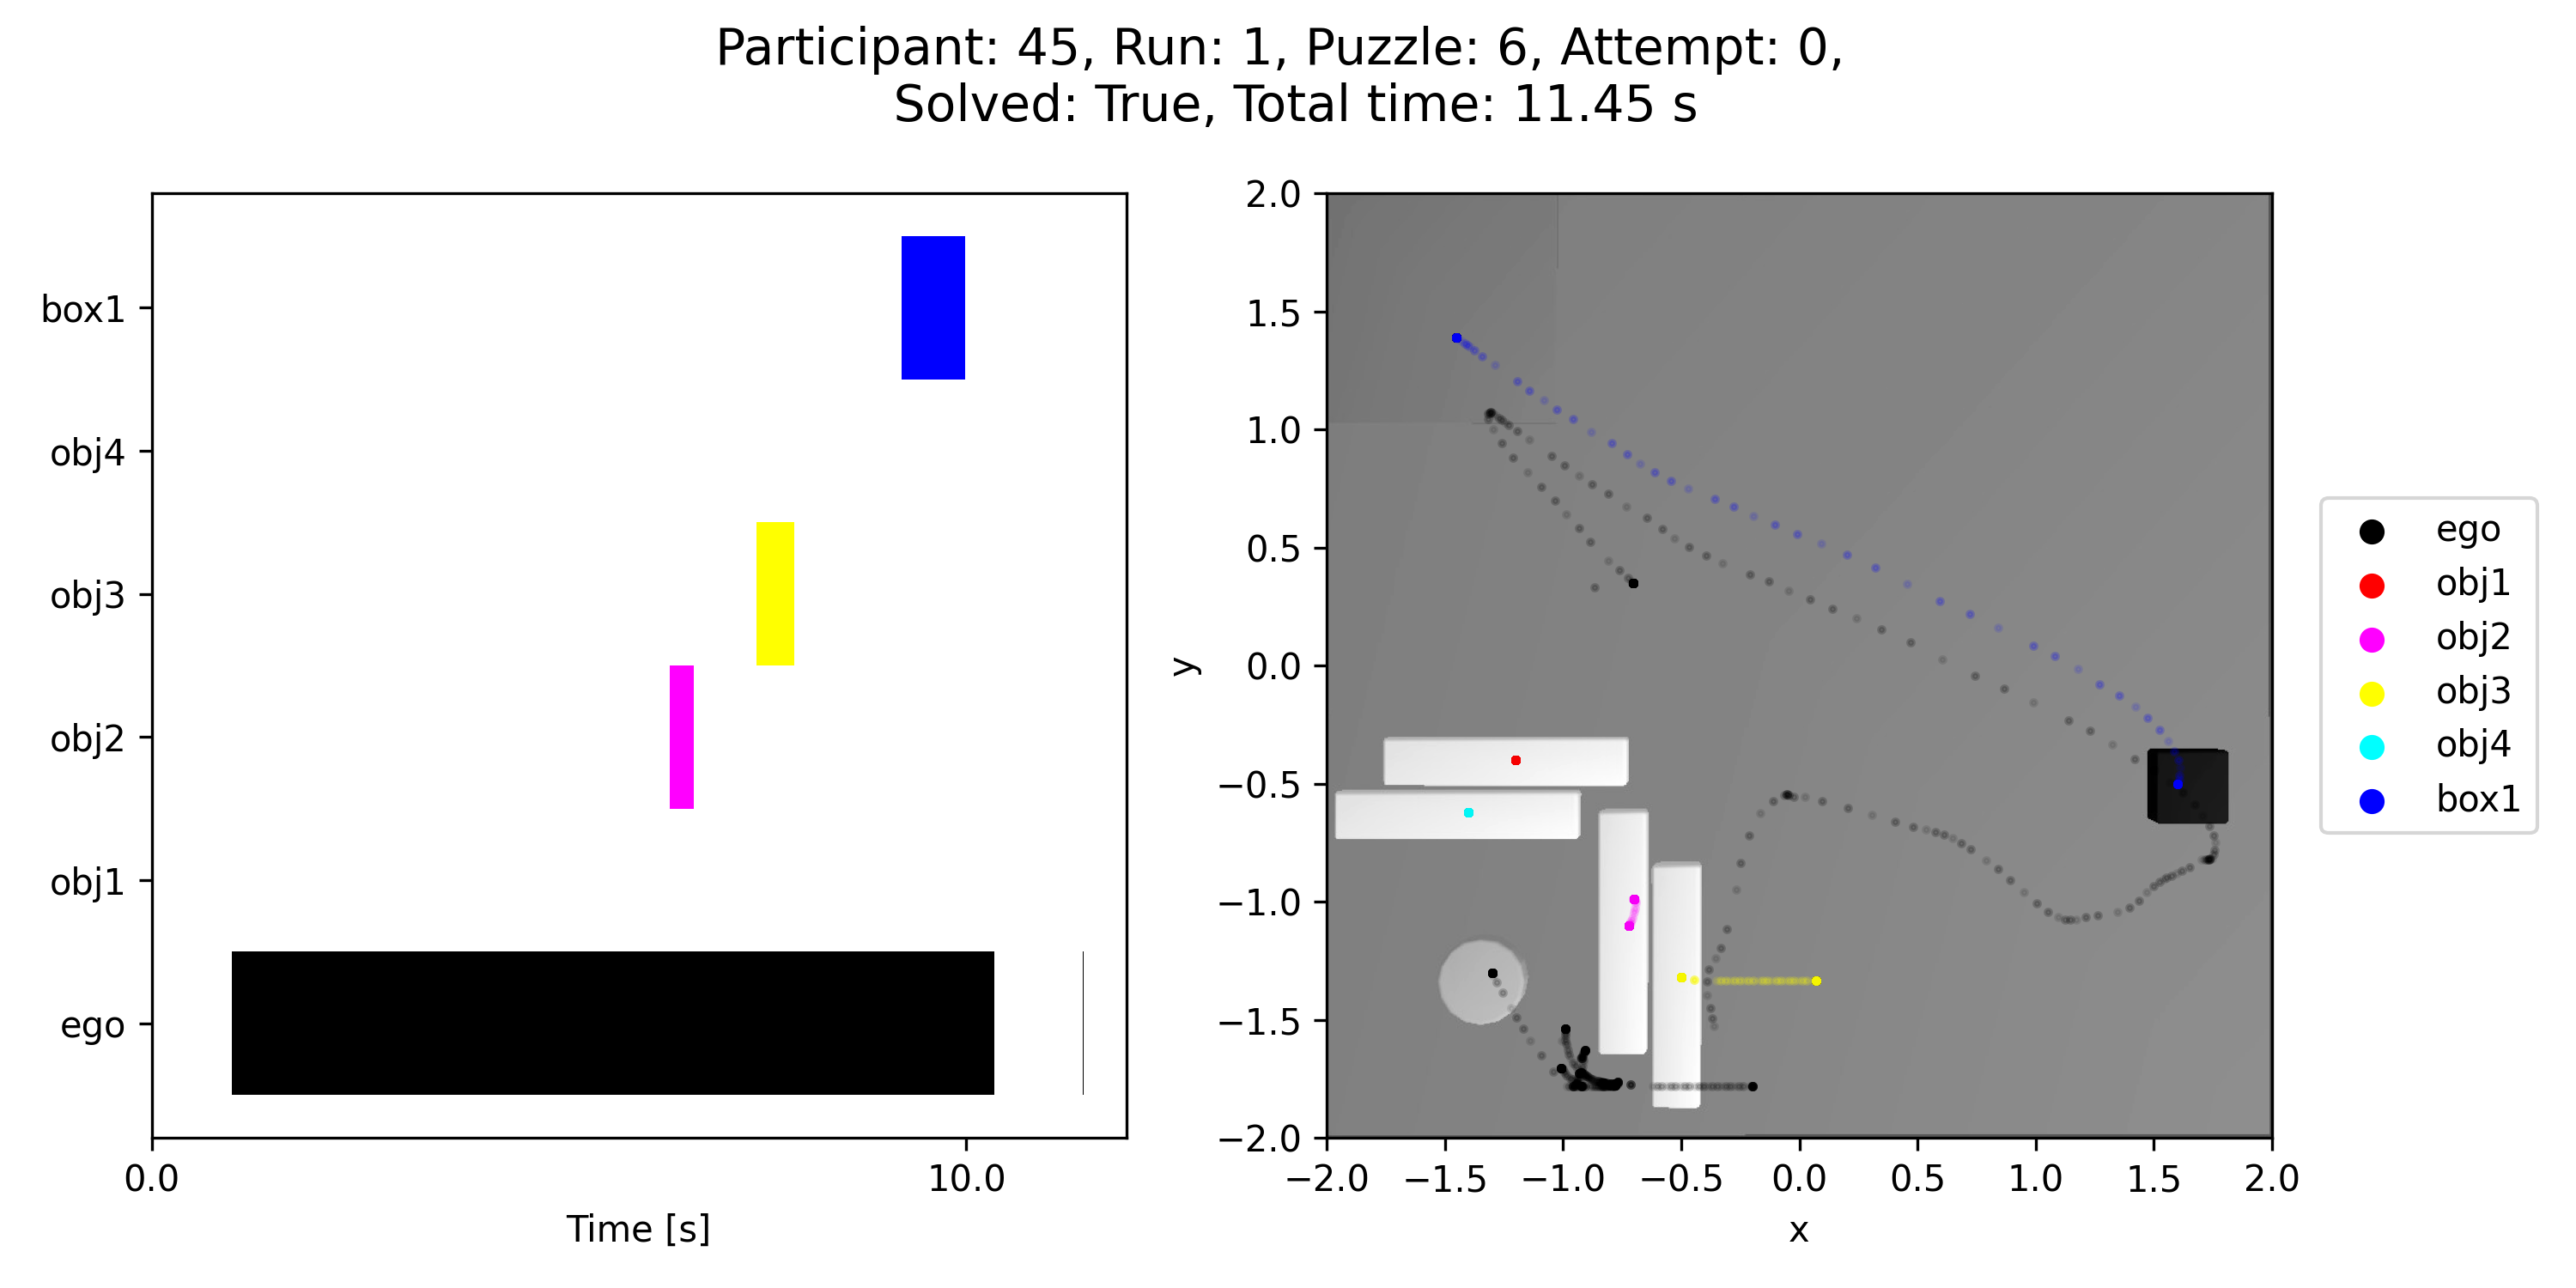 Participant: 45, Run: 1, Puzzle: 6, Attempt: 0,
Solved: True, Total time: 11.45 s
box1
obj4
obj3
obj2
obj1
ego
0.0
10.0
Time [s]
2.0
1.5
1.0
0.5
0.0
−0.5
−1.0
−1.5
−2.0
y
−2.0
−1.5
−1.0
−0.5
0.0
0.5
1.0
1.5
2.0
x
ego
obj1
obj2
obj3
obj4
box1